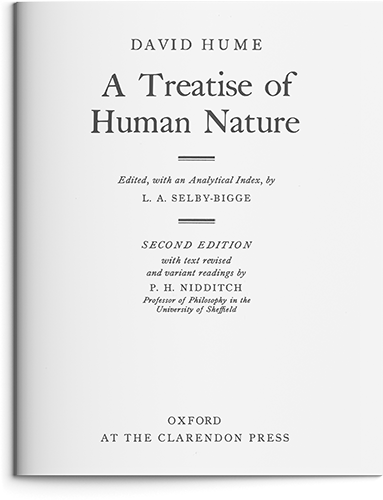 DAVID HUME
A Treatise of
Human Nature
Edited, with an Analytical Index, by
L. A. SELBY-BIGGE
SECOND EDITION
with text revised
and variant readings by
P. H. NIDDITCH
Professor of Philosophy in the
University of Sheffield
OXFORD
AT THE CLARENDON PRESS